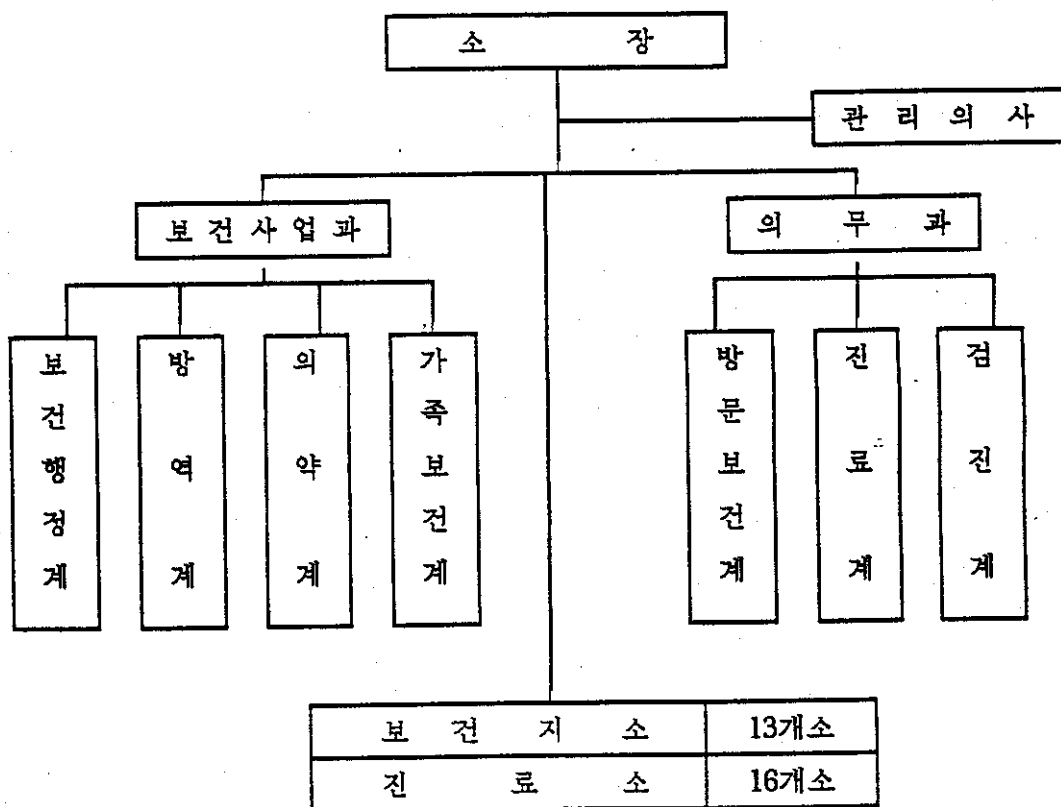 소 장
관리의사
보건사업과
의 무 과
보건행정계
방역계
의약계
가족보건계
방문보건계
진료계
검진계
보 건 지 소 13개소
진 료 소 16개소